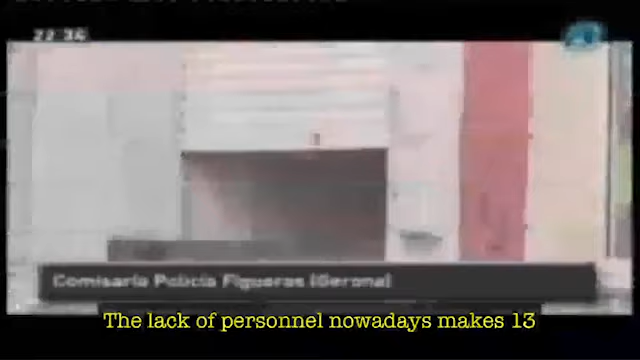 22:36
Comisaría Policía Figueras (Gerona)
The lack of personnel nowadays makes 13